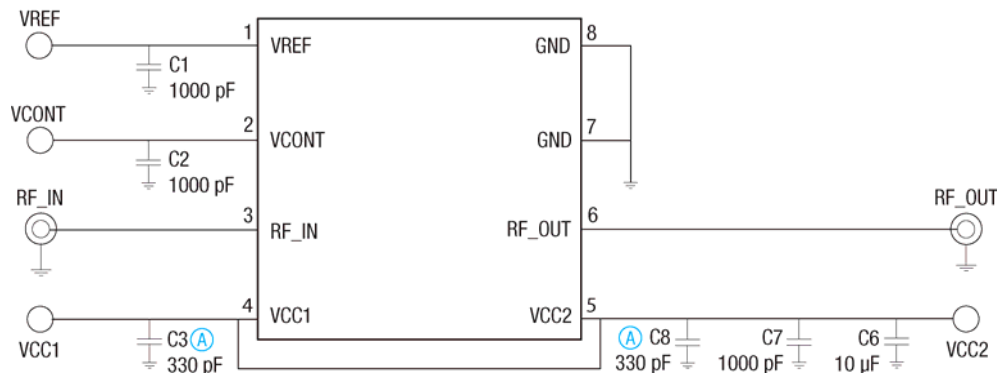 VREF
1
VREF
GND
8
C1
1000 pF
VCONT
2
VCONT
GND
7
C2
1000 pF
RF_IN
3
RF_IN
RF_OUT
6
RF_OUT
4
VCC1
VCC2
5
VCC1
C3 A
330 pF
A C8
330 pF
C7
1000 pF
C6
10 µF
VCC2